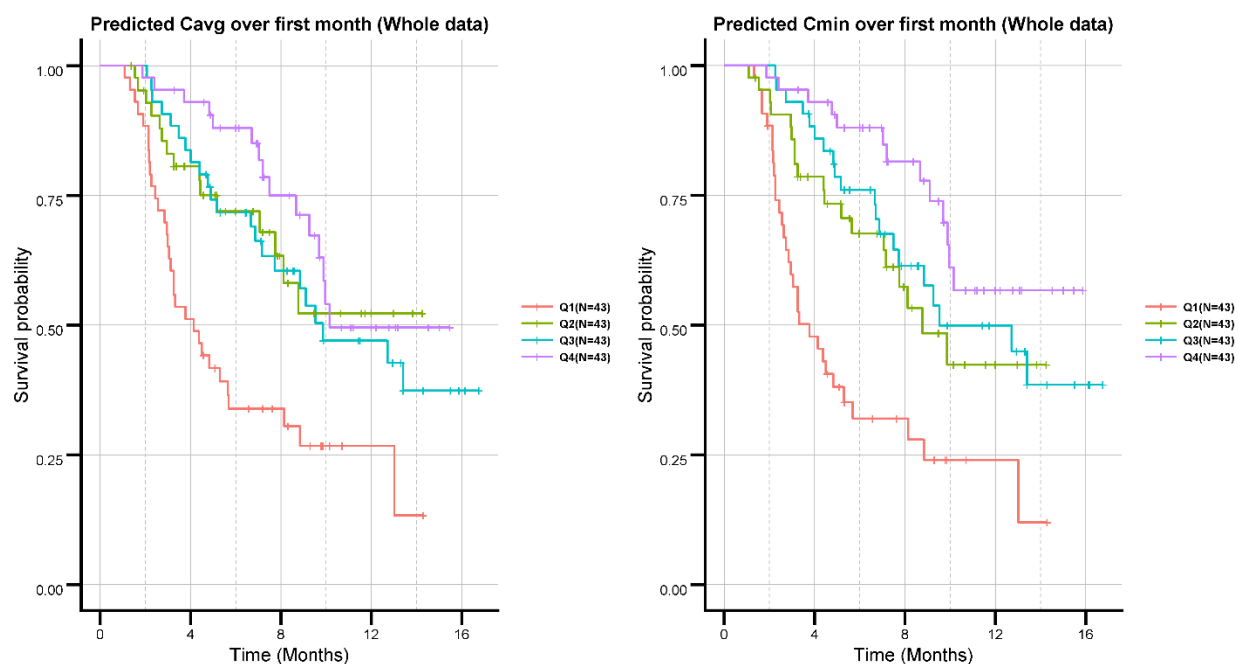 Predicted Cavg over first month (Whole data)
1.00
0.75
0.50
0.25
0.00
Survival probability
0 4 8 12 16
Time (Months)
Q1(N=43)
Q2(N=43)
Q3(N=43)
Q4(N=43)
Predicted Cmin over first month (Whole data)
1.00
0.75
0.50
0.25
0.00
Survival probability
0 4 8 12 16
Time (Months)
Q1(N=43)
Q2(N=43)
Q3(N=43)
Q4(N=43)